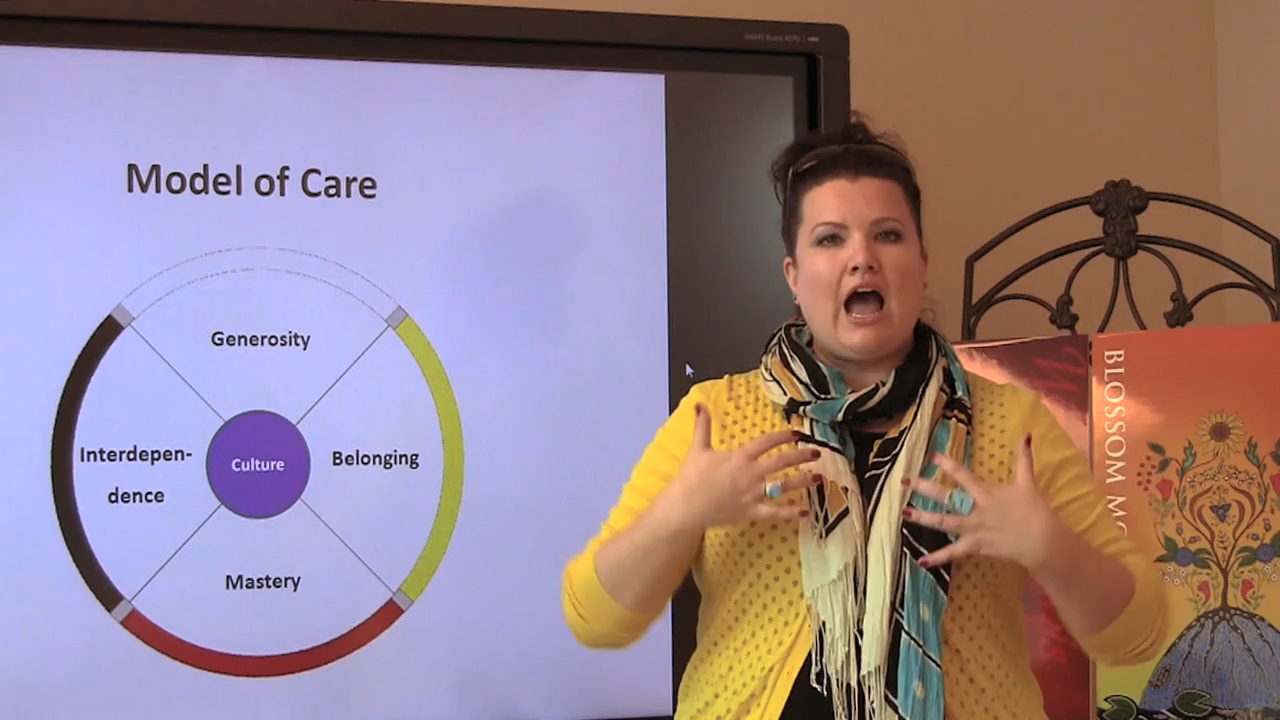 Model of Care
Generosity
Interdepen-
dence
Culture
Belonging
Mastery
BLOSSOM